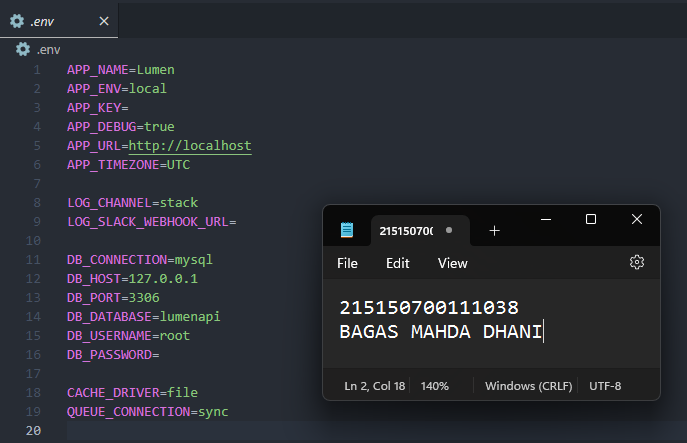 .env
.env
1 APP_NAME=Lumen
2 APP_ENV=local
3 APP_KEY=
4 APP_DEBUG=true
5 APP_URL=http://localhost
6 APP_TIMEZONE=UTC
7
8 LOG_CHANNEL=stack
9 LOG_SLACK_WEBHOOK_URL=
10
11 DB_CONNECTION=mysql
12 DB_HOST=127.0.0.1
13 DB_PORT=3306
14 DB_DATABASE=lumenapi
15 DB_USERNAME=root
16 DB_PASSWORD=
17
18 CACHE_DRIVER=file
19 QUEUE_CONNECTION=sync
20
21515070
File Edit View
215150700111038
BAGAS MAHDA DHANI
Ln 2, Col 18 140% Windows (CRLF) UTF-8